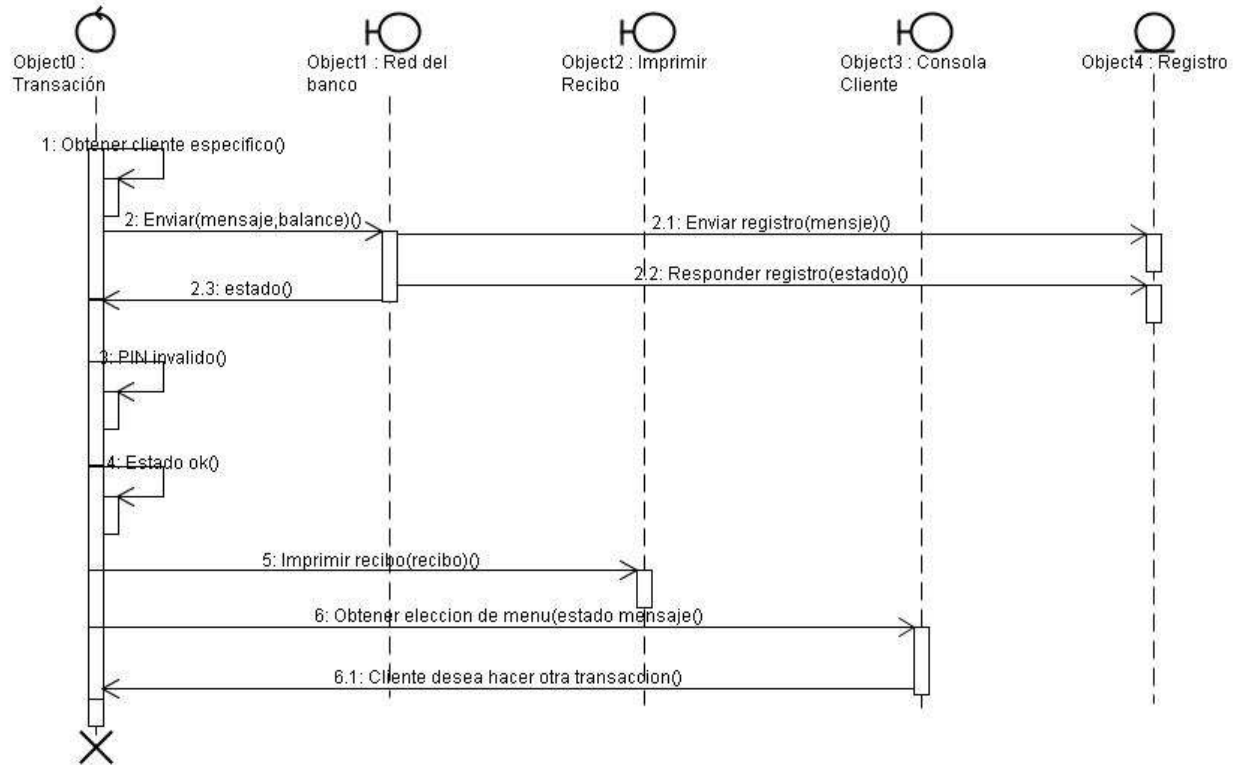 Object0 :
Transación
Object1 : Red del
banco
Object2 : Imprimir
Recibo
Object3 : Consola
Cliente
Object4 : Registro
1: Obtener cliente especifico()
2: Enviar(mensaje,balance)()
2.1: Enviar registro(mensje)()
2.2: Responder registro(estado)()
2.3: estado()
3: PIN invalido()
4: Estado ok()
5: Imprimir recibo(recibo)()
6: Obtener eleccion de menu(estado mensaje()
6.1: Cliente desea hacer otra transaccion()